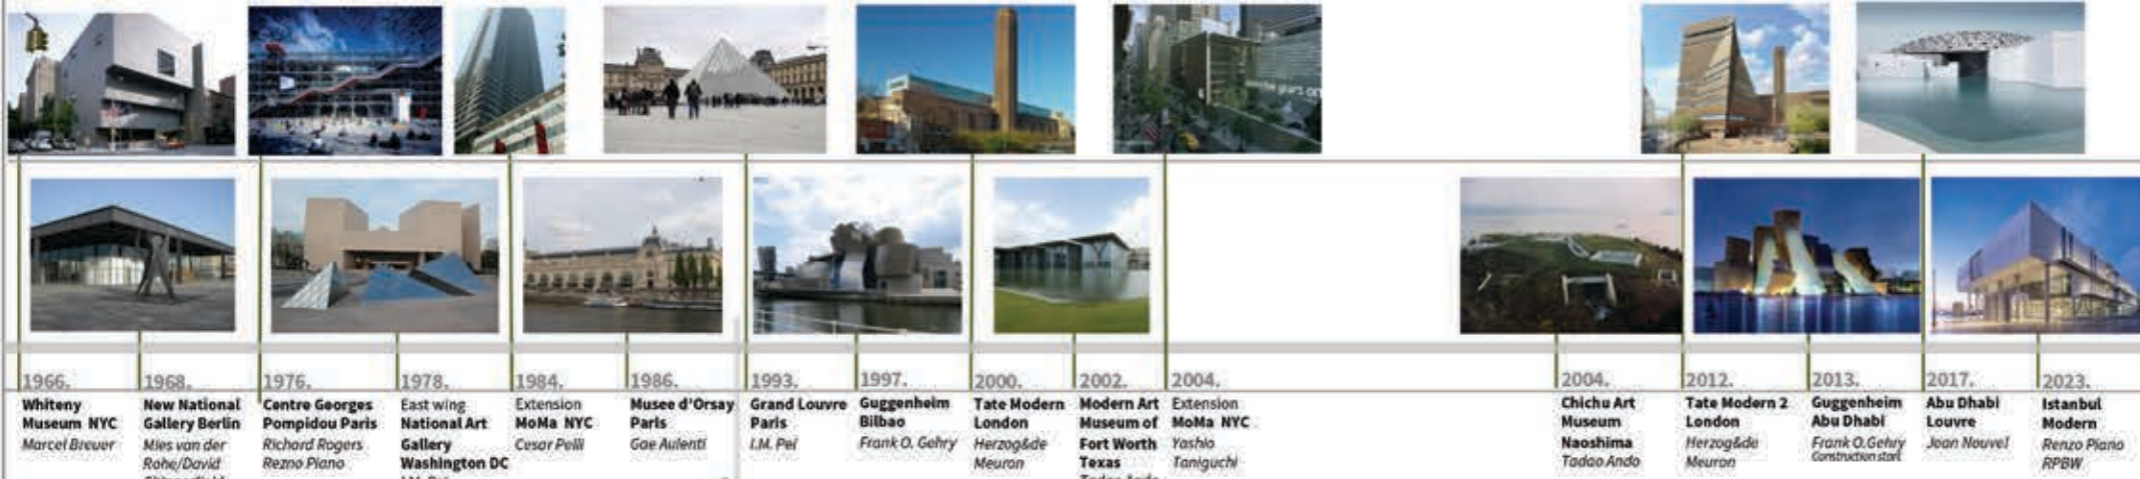 1966.
Whiteny
Museum NYC
Marcel Breuer
1968.
New National
Gallery Berlin
Mies van der
Rohe/David
1976.
Centre Georges
Pompidou Paris
Richard Rogers
Rezno Piano
1978.
East wing
National Art
Gallery
Washington DC
I.M. Pei
1984.
Extension
MoMa NYC
Cesar Pelli
1986.
Musee d'Orsay
Paris
Gae Aulenti
1993.
Grand Louvre
Paris
I.M. Pei
1997.
Guggenheim
Bilbao
Frank O. Gehry
2000.
Tate Modern
London
Herzog&de
Meuron
2002.
Modern Art
Museum of
Fort Worth
Texas
Tadao Ando
2004.
Extension
MoMa NYC
Yoshio
Taniguchi
2004.
Chichu Art
Museum
Naoshima
Tadao Ando
2012.
Tate Modern 2
London
Herzog&de
Meuron
2013.
Guggenheim
Abu Dhabi
Frank O.Gehry
Construction start
2017.
Abu Dhabi
Louvre
Jean Nouvel
2023.
Istanbul
Modern
Renzo Piano
RPBW